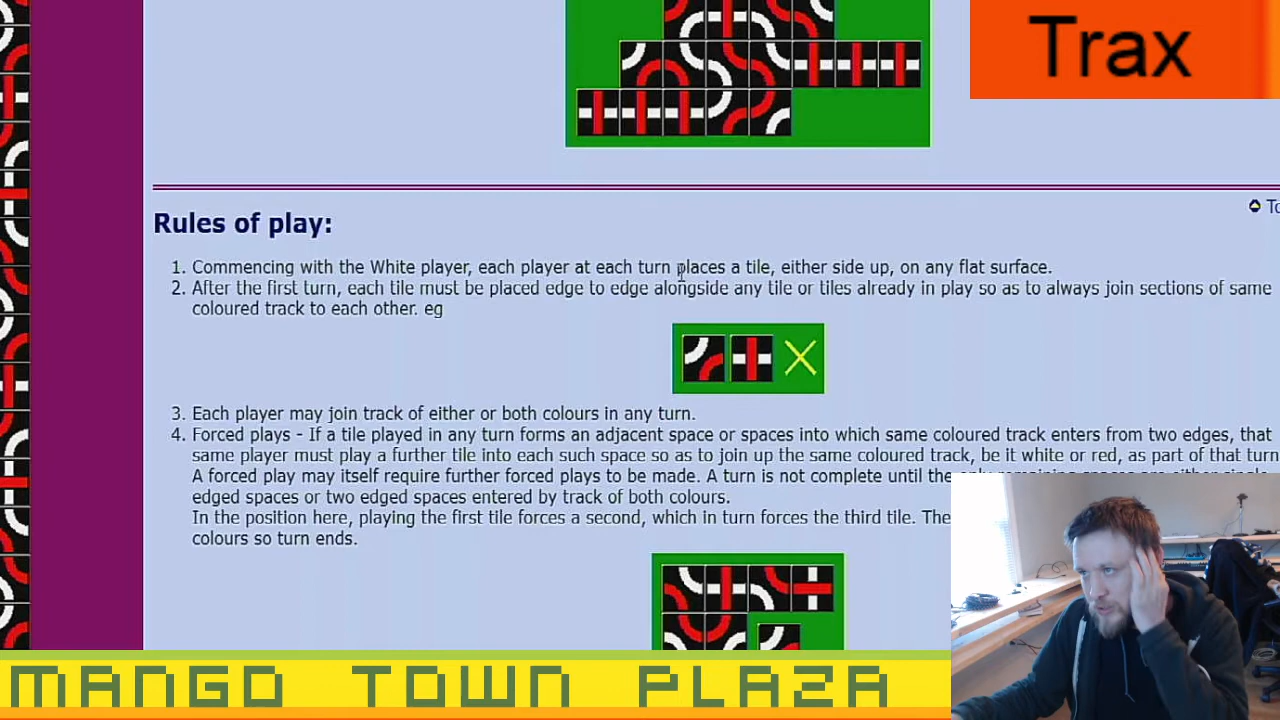 Trax
To
Rules of play:
1. Commencing with the White player, each player at each turn places a tile, either side up, on any flat surface.
2. After the first turn, each tile must be placed edge to edge alongside any tile or tiles already in play so as to always join sections of same
coloured track to each other. eg
3. Each player may join track of either or both colours in any turn.
4. Forced plays - If a tile played in any turn forms an adjacent space or spaces into which same coloured track enters from two edges, that
same player must play a further tile into each such space so as to join up the same coloured track, be it white or red, as part of that turn
A forced play may itself require further forced plays to be made. A turn is not complete until the only remaining spaces are either single
edged spaces or two edged spaces entered by track of both colours.
In the position here, playing the first tile forces a second, which in turn forces the third tile. The
colours so turn ends.
MANGO TOWN PLAZA